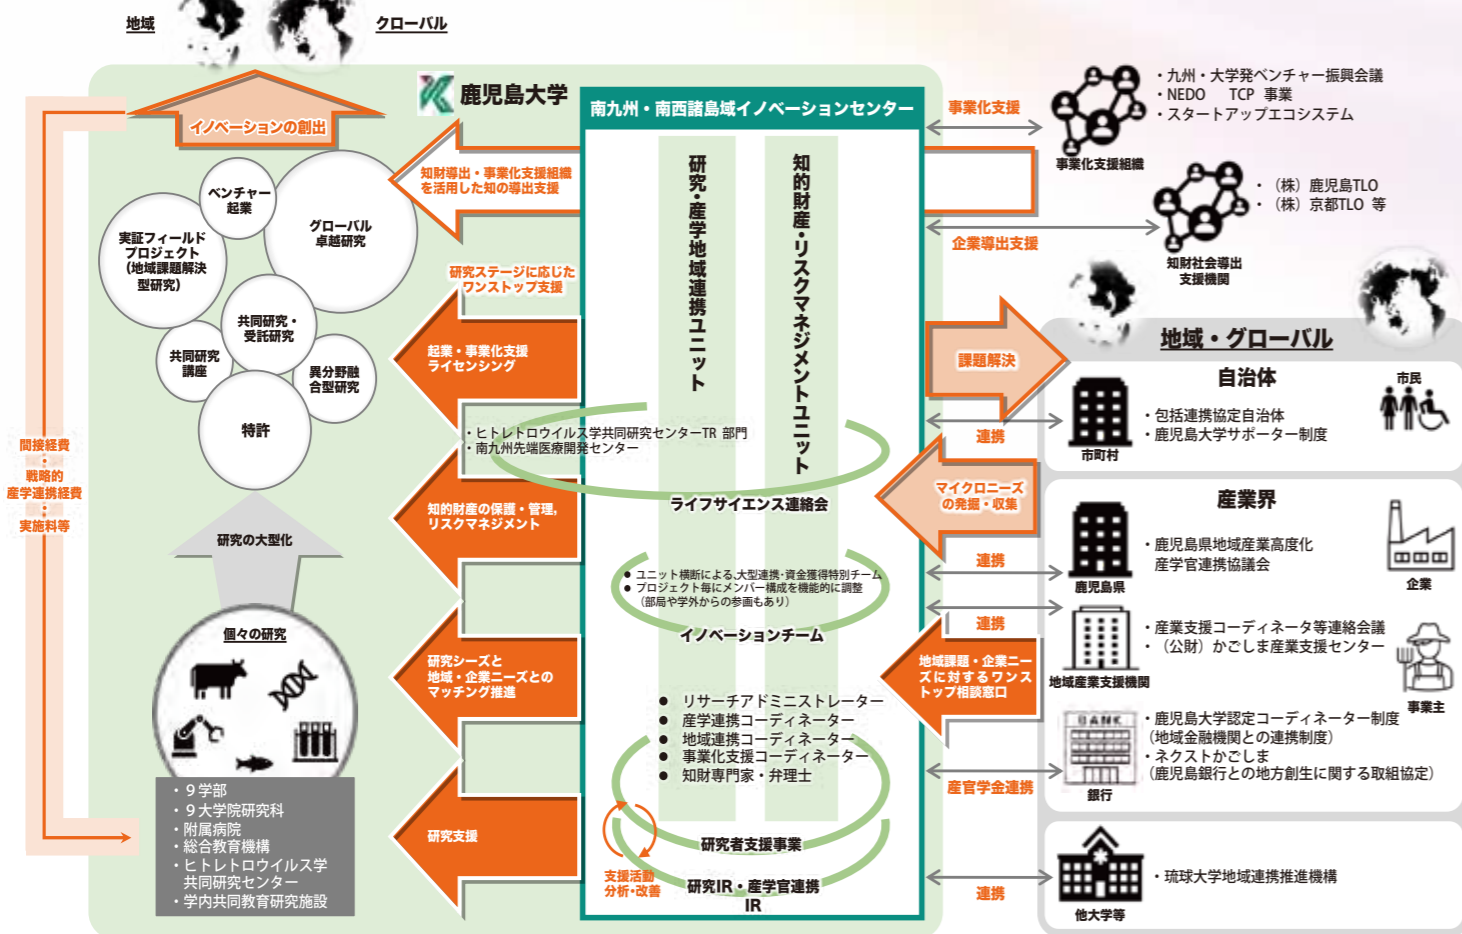 地域
クローバル
鹿児島大学
イノベーションの創出
ベンチャー
起業
グローバル
卓越研究
実証フィールド
プロジェクト
(地域課題解決
型研究)
共同研究・
受託研究
共同研究
講座
異分野融
合型研究
特許
間接経費
・
戦略的
産学連携経費
・
実施料等
研究の大型化
個々の研究
・９学部
・９大学院研究科
・附属病院
・総合教育機構
・ヒトレトロウイルス学
共同研究センター
・学内共同教育研究施設
知財導出・事業化支援組織
を活用した知の導出支援
研究ステージに応じた
ワンストップ支援
起業・事業化支援
ライセンシング
知的財産の保護・管理,
リスクマネジメント
研究シーズと
地域・企業ニーズとの
マッチング推進
研究支援
南九州・南西諸島域イノベーションセンター
研究・産学地域連携ユニット
知的財産・リスクマネジメントユニット
・ヒトレトロウイルス学共同研究センターTR 部門
・南九州先端医療開発センター
ライフサイエンス連絡会
● ユニット横断による､大型連携･資金獲得特別チーム
● プロジェクト毎にメンバー構成を機能的に調整
（部局や学外からの参画もあり）
イノベーションチーム
● リサーチアドミニストレーター
● 産学連携コーディネーター
● 地域連携コーディネーター
● 事業化支援コーディネーター
● 知財専門家・弁理士
研究者支援事業
支援活動
分析・改善
研究IR・産学官連携
IR
事業化支援
事業化支援組織
・九州・大学発ベンチャー振興会議
・NEDO TCP 事業
・スタートアップエコシステム
企業導出支援
知財社会導出
支援機関
・（株）鹿児島TLO
・（株）京都TLO 等
課題解決
地域・グローバル
自治体
市民
連携
市町村
・包括連携協定自治体
・鹿児島大学サポーター制度
マイクロニーズ
の発掘・収集
産業界
連携
鹿児島県
・鹿児島県地域産業高度化
産学官連携協議会
企業
連携
地域産業支援機関
・産業支援コーディネータ等連絡会議
・（公財）かごしま産業支援センター
事業主
地域課題・企業ニー
ズに対するワンス
トップ相談窓口
産官学金連携
BANK
銀行
・鹿児島大学認定コーディネーター制度
（地域金融機関との連携制度）
・ネクストかごしま
（鹿児島銀行との地方創生に関する取組協定）
連携
他大学等
・琉球大学地域連携推進機構